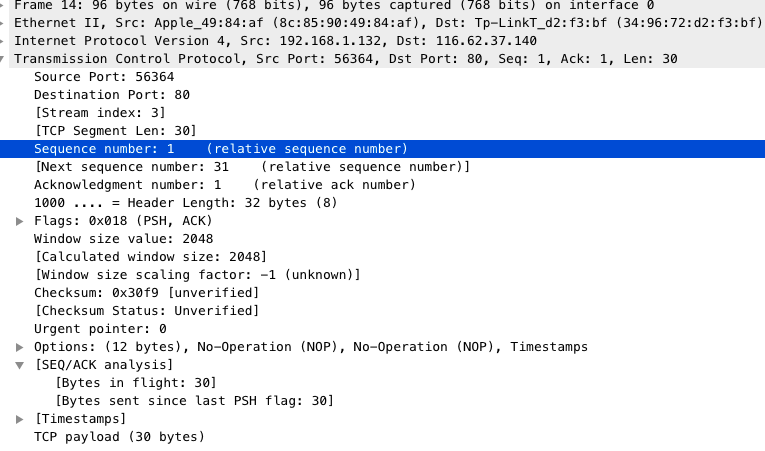 Frame 14: 96 bytes on wire (768 bits), 96 bytes captured (768 bits) on interface 0
Ethernet II, Src: Apple_49:84:af (8c:85:90:49:84:af), Dst: Tp-LinkT_d2:f3:bf (34:96:72:d2:f3:bf)
Internet Protocol Version 4, Src: 192.168.1.132, Dst: 116.62.37.140
Transmission Control Protocol, Src Port: 56364, Dst Port: 80, Seq: 1, Ack: 1, Len: 30
Source Port: 56364
Destination Port: 80
[Stream index: 3]
[TCP Segment Len: 30]
Sequence number: 1    (relative sequence number)
[Next sequence number: 31    (relative sequence number)]
Acknowledgment number: 1    (relative ack number)
1000 .... = Header Length: 32 bytes (8)
Flags: 0x018 (PSH, ACK)
Window size value: 2048
[Calculated window size: 2048]
[Window size scaling factor: -1 (unknown)]
Checksum: 0x30f9 [unverified]
[Checksum Status: Unverified]
Urgent pointer: 0
Options: (12 bytes), No-Operation (NOP), No-Operation (NOP), Timestamps
[SEQ/ACK analysis]
[Bytes in flight: 30]
[Bytes sent since last PSH flag: 30]
[Timestamps]
TCP payload (30 bytes)